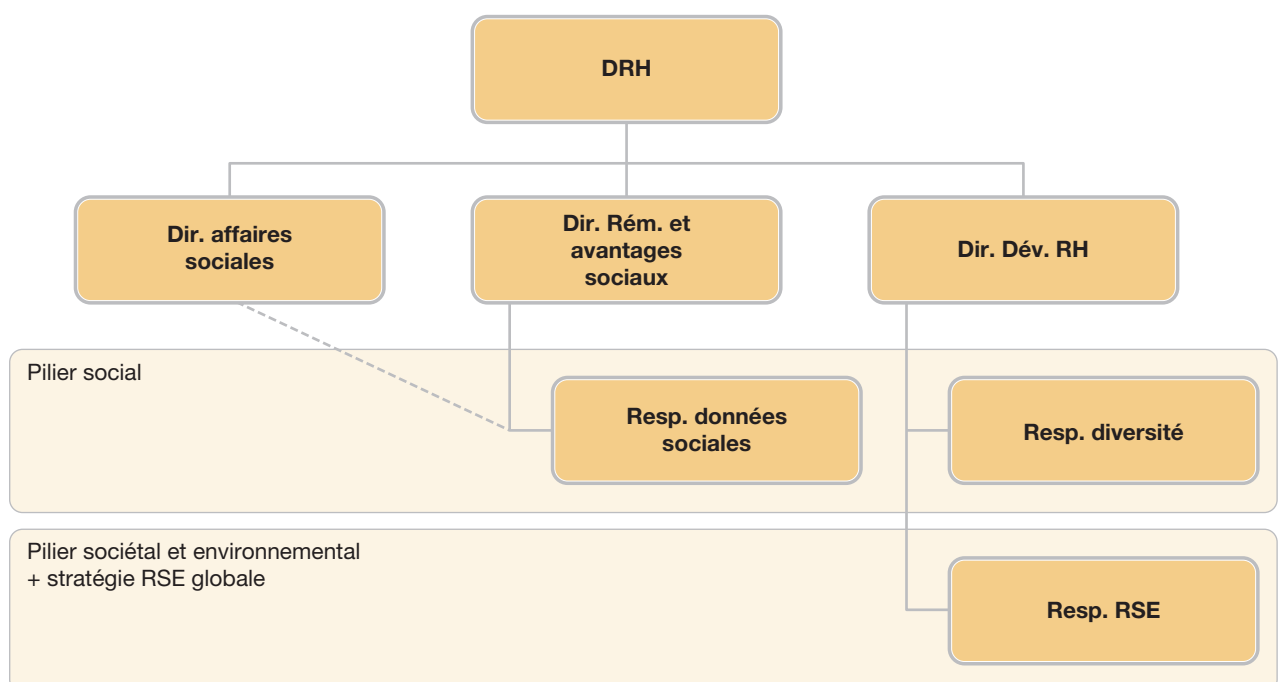 DRH
Dir. affaires
sociales
Dir. Rém. et
avantages
sociaux
Dir. Dév. RH
Pilier social
Resp. données
sociales
Resp. diversité
Pilier sociétal et environnemental
+ stratégie RSE globale
Resp. RSE